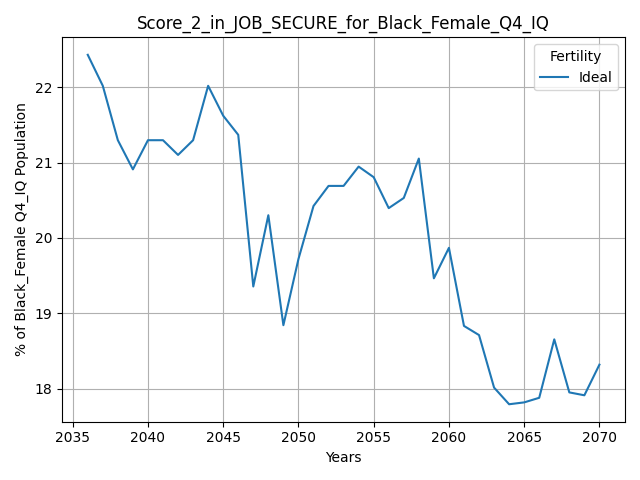 Score_2_in_JOB_SECURE_for_Black_Female_Q4_IQ
Fertility
Ideal
% of Black_Female Q4_IQ Population
22
21
20
19
18
2035 2040 2045 2050 2055 2060 2065 2070
Years